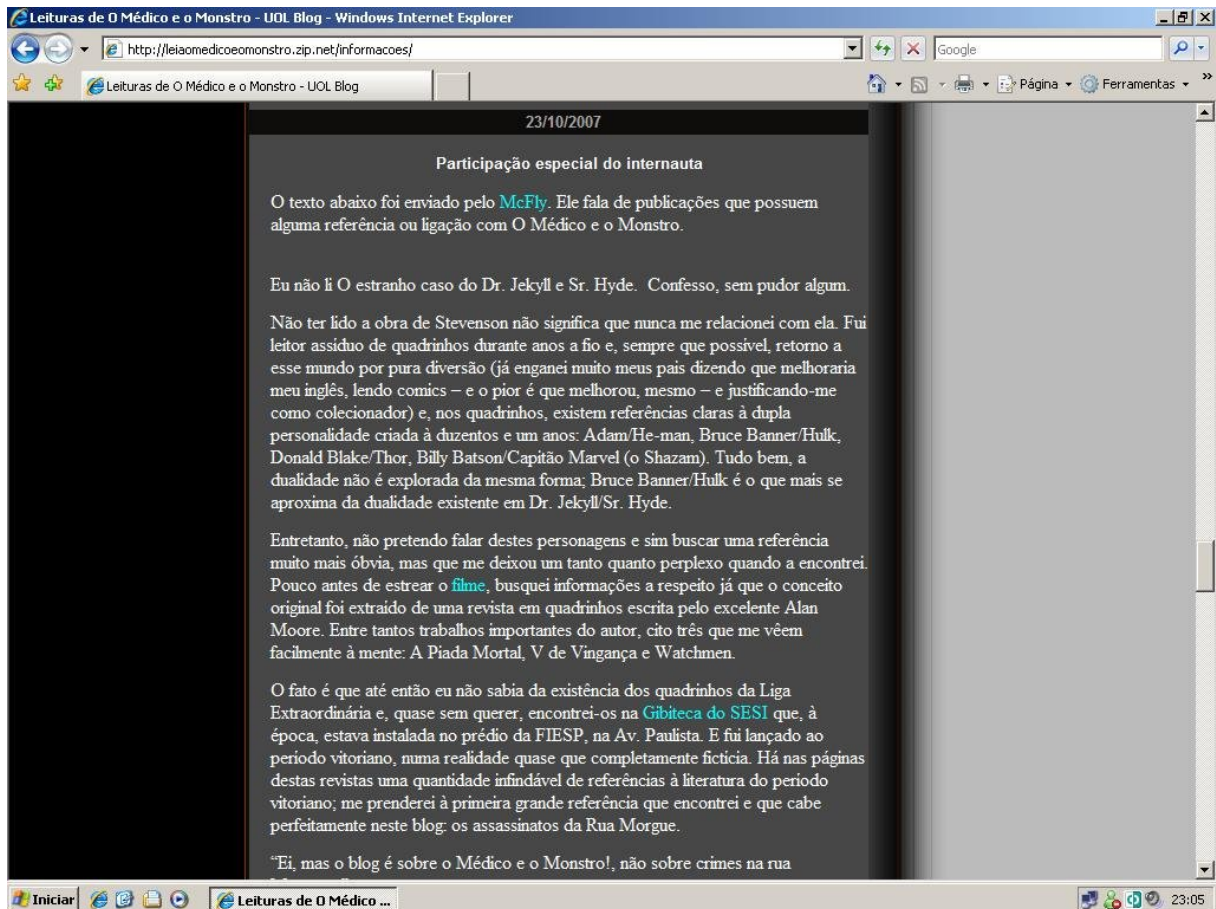 Leituras de O Médico e o Monstro - UOL Blog - Windows Internet Explorer
http://leiaomedicoeomonstro.zip.net/informacoes/
Google
Leituras de O Médico e o Monstro - UOL Blog
Página
Ferramentas
23/10/2007
Participação especial do internauta
O texto abaixo foi enviado pelo McFly. Ele fala de publicações que possuem
alguma referência ou ligação com O Médico e o Monstro.
Eu não li O estranho caso do Dr. Jekyll e Sr. Hyde. Confesso, sem pudor algum.
Não ter lido a obra de Stevenson não significa que nunca me relacionei com ela. Fui
leitor assiduo de quadrinhos durante anos a fio e, sempre que possível, retorno a
esse mundo por pura diversão (já enganei muito meus pais dizendo que melhoraria
meu inglês, lendo comics – e o pior é que melhorou, mesmo – e justificando-me
como colecionador) e, nos quadrinhos, existem referências claras à dupla
personalidade criada à duzentos e um anos: Adam/He-man, Bruce Banner/Hulk,
Donald Blake/Thor, Billy Batson/Capitão Marvel (o Shazam). Tudo bem, a
dualidade não é explorada da mesma forma; Bruce Banner/Hulk é o que mais se
aproxima da dualidade existente em Dr. Jekyll/Sr. Hyde.
Entretanto, não pretendo falar destes personagens e sim buscar uma referência
muito mais óbvia, mas que me deixou um tanto quanto perplexo quando a encontrei.
Pouco antes de estrear o filme, busquei informações a respeito já que o conceito
original foi extraido de uma revista em quadrinhos escrita pelo excelente Alan
Moore. Entre tantos trabalhos importantes do autor, cito três que me vêem
facilmente à mente: A Piada Mortal, V de Vingança e Watchmen.
O fato é que até então eu não sabia da existência dos quadrinhos da Liga
Extraordinária e, quase sem querer, encontrei-os na Gibiteca do SESI que, à
época, estava instalada no prédio da FIESP, na Av. Paulista. E fui lançado ao
periodo vitoriano, numa realidade quase que completamente ficticia. Há nas páginas
destas revistas uma quantidade infindável de referências à literatura do periodo
vitoriano; me prenderei à primeira grande referência que encontrei e que cabe
perfeitamente neste blog: os assassinatos da Rua Morgue.
“Ei, mas o blog é sobre o Médico e o Monstro!, não sobre crimes na rua
Iniciar
Leituras de O Médico ...
23:05